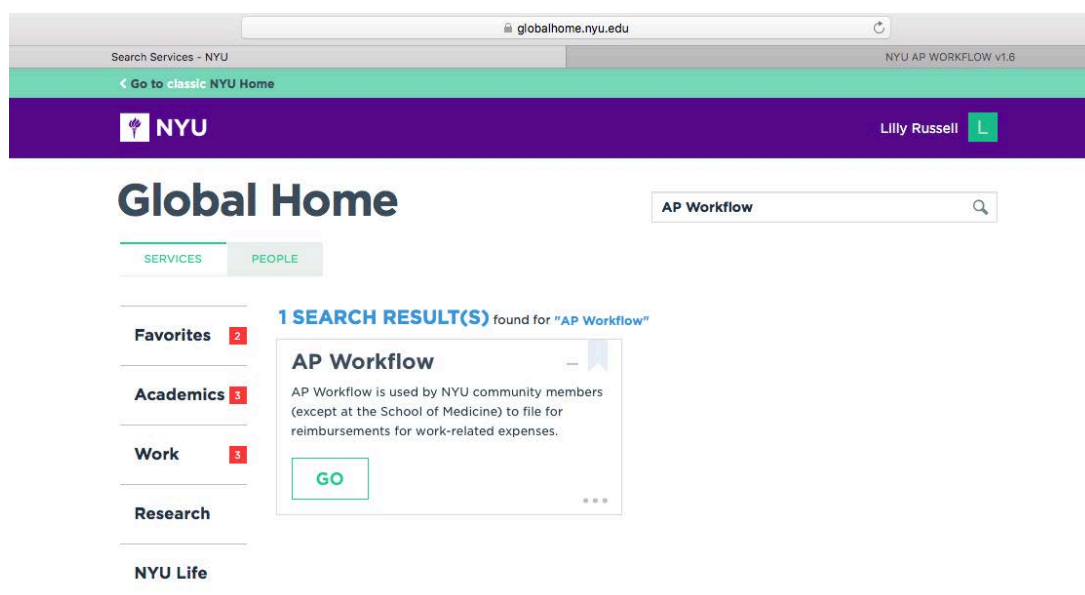 globalhome.nyu.edu
Search Services - NYU
NYU AP WORKFLOW v1.6
< Go to classic NYU Home
NYU
Lilly Russell L
Global Home
AP Workflow
SERVICES PEOPLE
1 SEARCH RESULT(S) found for "AP Workflow"
Favorites 2
Academics 3
Work 3
Research
NYU Life
AP Workflow
AP Workflow is used by NYU community members
(except at the School of Medicine) to file for
reimbursements for work-related expenses.
GO